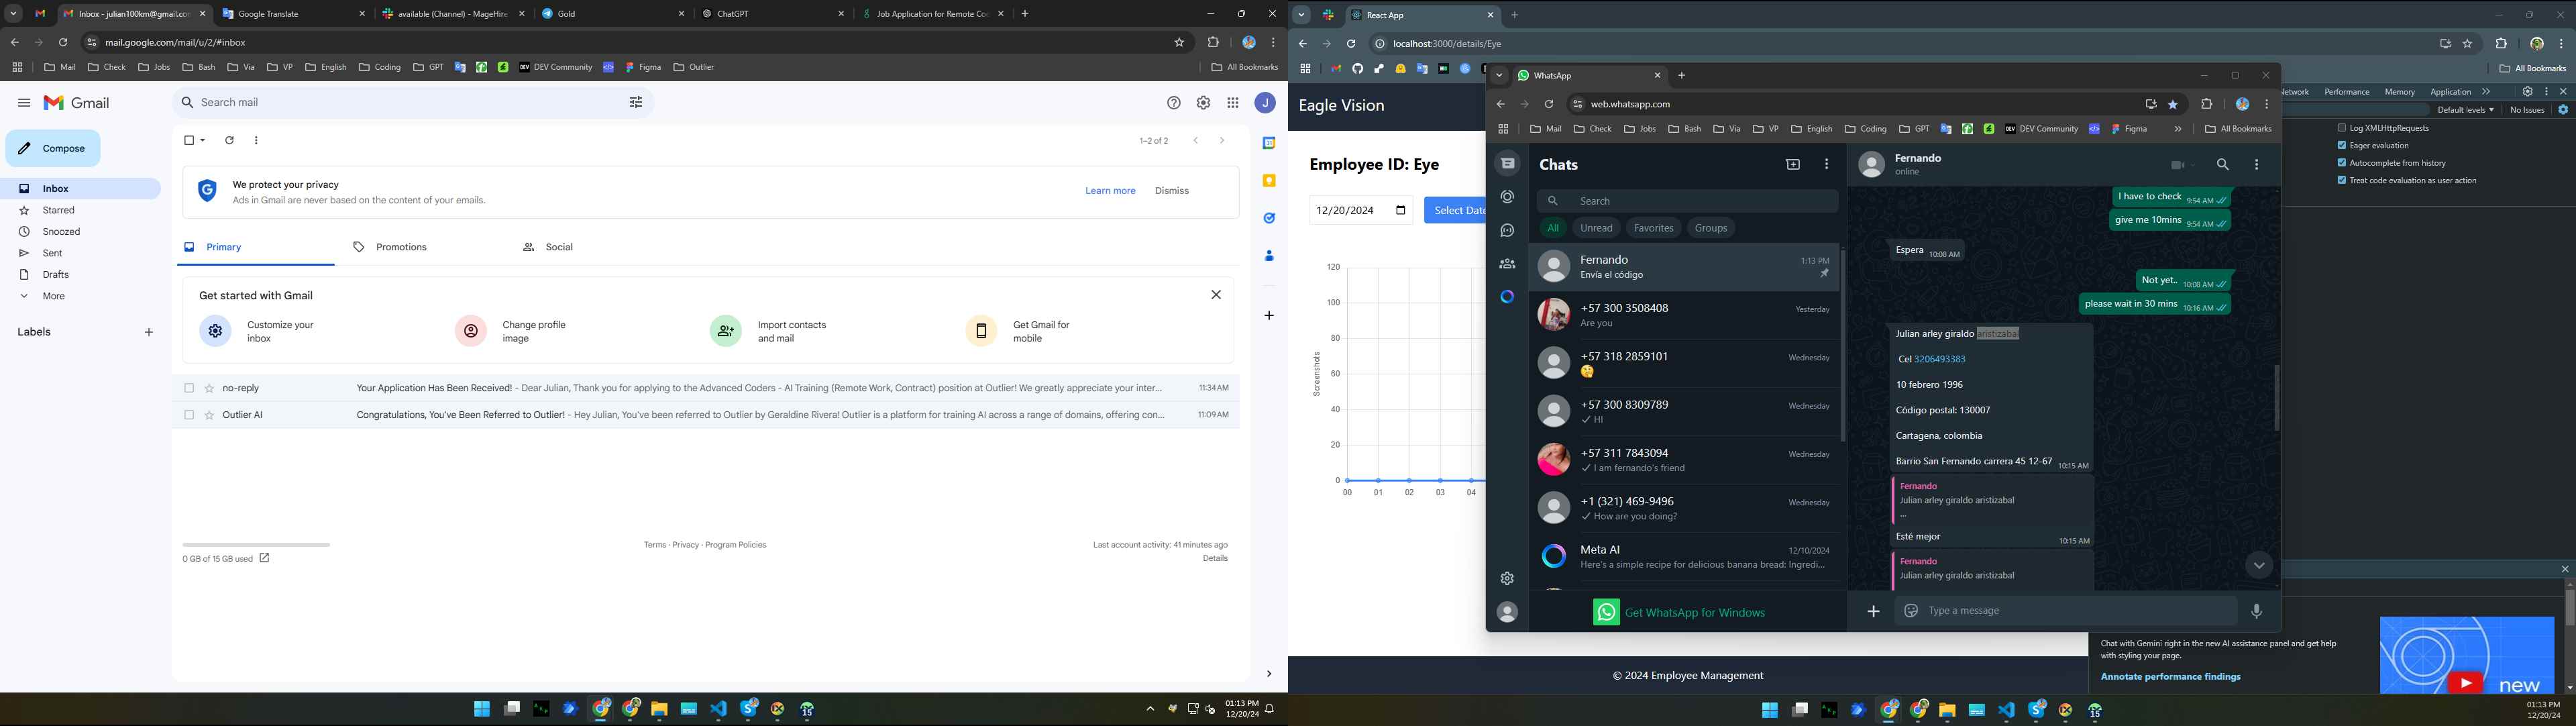 Inbox - julian100km@gmail.con
Google Translate
available (Channel) - MageHire
Gold
ChatGPT
Job Application for Remote Co
mail.google.com/mail/u/2/#inbox
Mail
Check
Jobs
Bash
Via
VP
English
Coding
GPT
DEV Community
Figma
Outlier
All Bookmarks
Gmail
Search mail
J
Compose
1–2 of 2
Inbox
Starred
Snoozed
Sent
Drafts
More
Labels
We protect your privacy
Ads in Gmail are never based on the content of your emails.
Learn more
Dismiss
Primary
Promotions
Social
Get started with Gmail
Customize your
inbox
Change profile
image
Import contacts
and mail
Get Gmail for
mobile
no-reply
Your Application Has Been Received! - Dear Julian, Thank you for applying to the Advanced Coders - AI Training (Remote Work, Contract) position at Outlier! We greatly appreciate your inter...
11:34 AM
Outlier AI
Congratulations, You've Been Referred to Outlier! - Hey Julian, You've been referred to Outlier by Geraldine Rivera! Outlier is a platform for training AI across a range of domains, offering con...
11:09 AM
0 GB of 15 GB used
Terms · Privacy · Program Policies
Last account activity: 41 minutes ago
Details
01:13 PM
12/20/24
React App
localhost:3000/details/Eye
All Bookmarks
Eagle Vision
Employee ID: Eye
12/20/2024
Select Date
120
100
80
60
40
20
0
Screenshots
00
01
02
03
04
© 2024 Employee Management
WhatsApp
web.whatsapp.com
Mail
Check
Jobs
Bash
Via
VP
English
Coding
GPT
DEV Community
Figma
All Bookmarks
Chats
Search
All
Unread
Favorites
Groups
Fernando
1:13 PM
Envía el código
+57 300 3508408
Yesterday
Are you
+57 318 2859101
Wednesday
+57 300 8309789
Wednesday
HI
+57 311 7843094
Wednesday
I am fernando's friend
+1 (321) 469-9496
Wednesday
How are you doing?
Meta AI
12/10/2024
Here's a simple recipe for delicious banana bread: Ingredi...
Get WhatsApp for Windows
Fernando
online
I have to check 9:54 AM
give me 10mins 9:54 AM
Espera 10:08 AM
Not yet.. 10:08 AM
please wait in 30 mins 10:16 AM
Julian arley giraldo aristizabal
Cel 3206493383
10 febrero 1996
Código postal: 130007
Cartagena, colombia
Barrio San Fernando carrera 45 12-67 10:15 AM
Fernando
Julian arley giraldo aristizabal
...
Esté mejor 10:15 AM
Fernando
Julian arley giraldo aristizabal
Type a message
Network
Performance
Memory
Application
Default levels
No Issues
Log XMLHttpRequests
Eager evaluation
Autocomplete from history
Treat code evaluation as user action
Chat with Gemini right in the new AI assistance panel and get help
with styling your page.
Annotate performance findings
new
01:13 PM
12/20/24